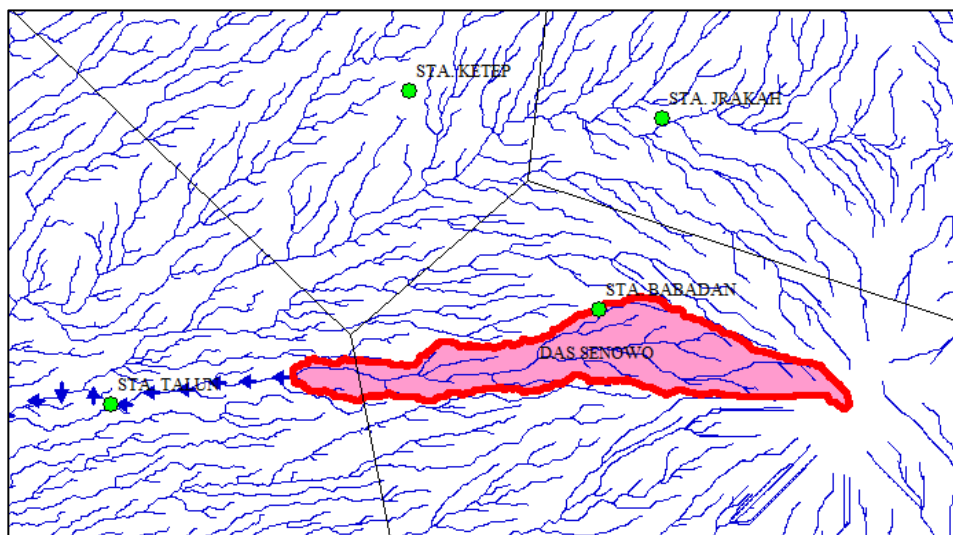 STA. KETEP
STA. JRAKAH
STA. BABADAN
DAS SENOWO
STA. TALUN